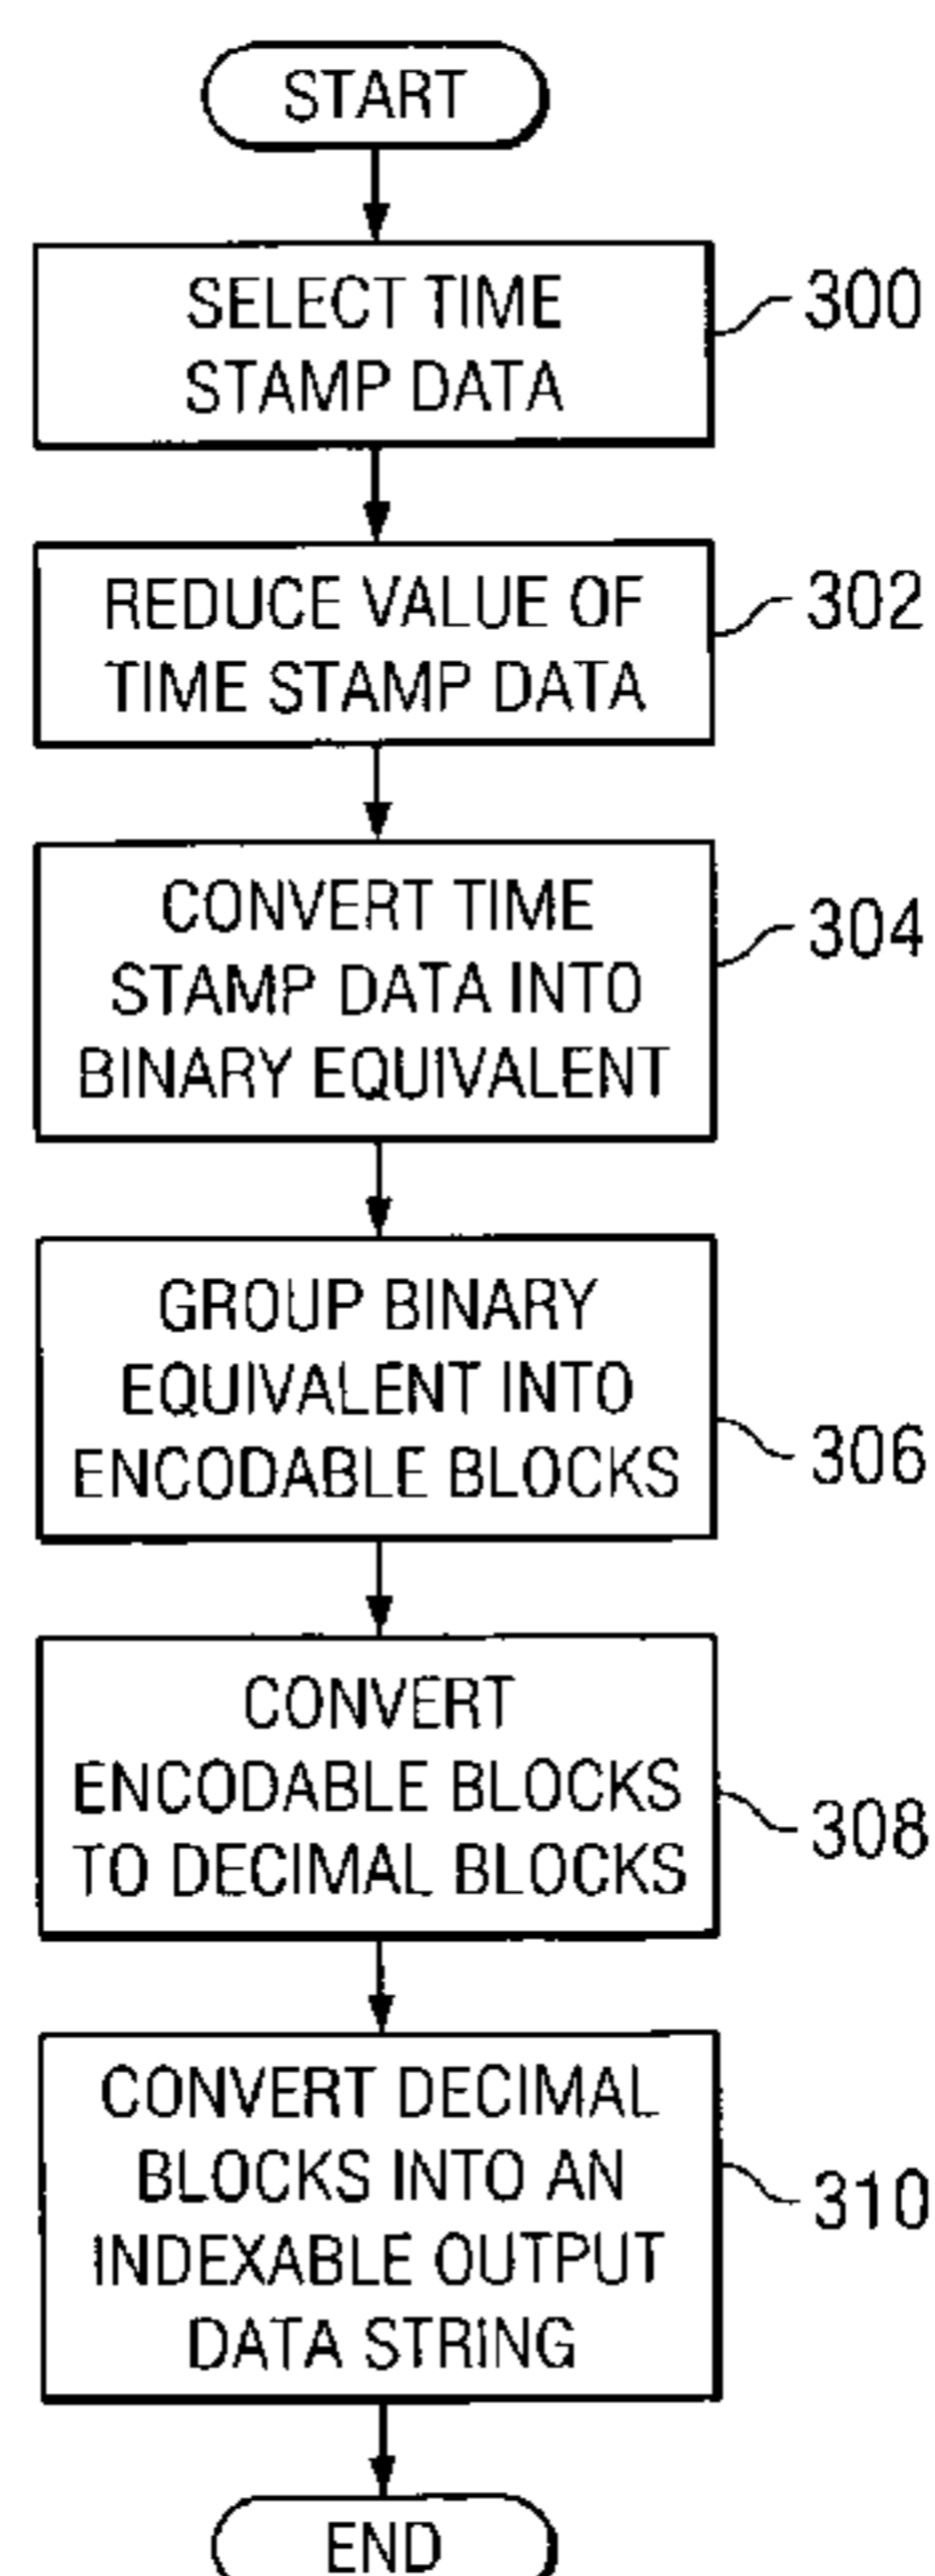 START
SELECT TIME
STAMP DATA
300
REDUCE VALUE OF
TIME STAMP DATA
302
CONVERT TIME
STAMP DATA INTO
BINARY EQUIVALENT
304
GROUP BINARY
EQUIVALENT INTO
ENCODABLE BLOCKS
306
CONVERT
ENCODABLE BLOCKS
TO DECIMAL BLOCKS
308
CONVERT DECIMAL
BLOCKS INTO AN
INDEXABLE OUTPUT
DATA STRING
310
END